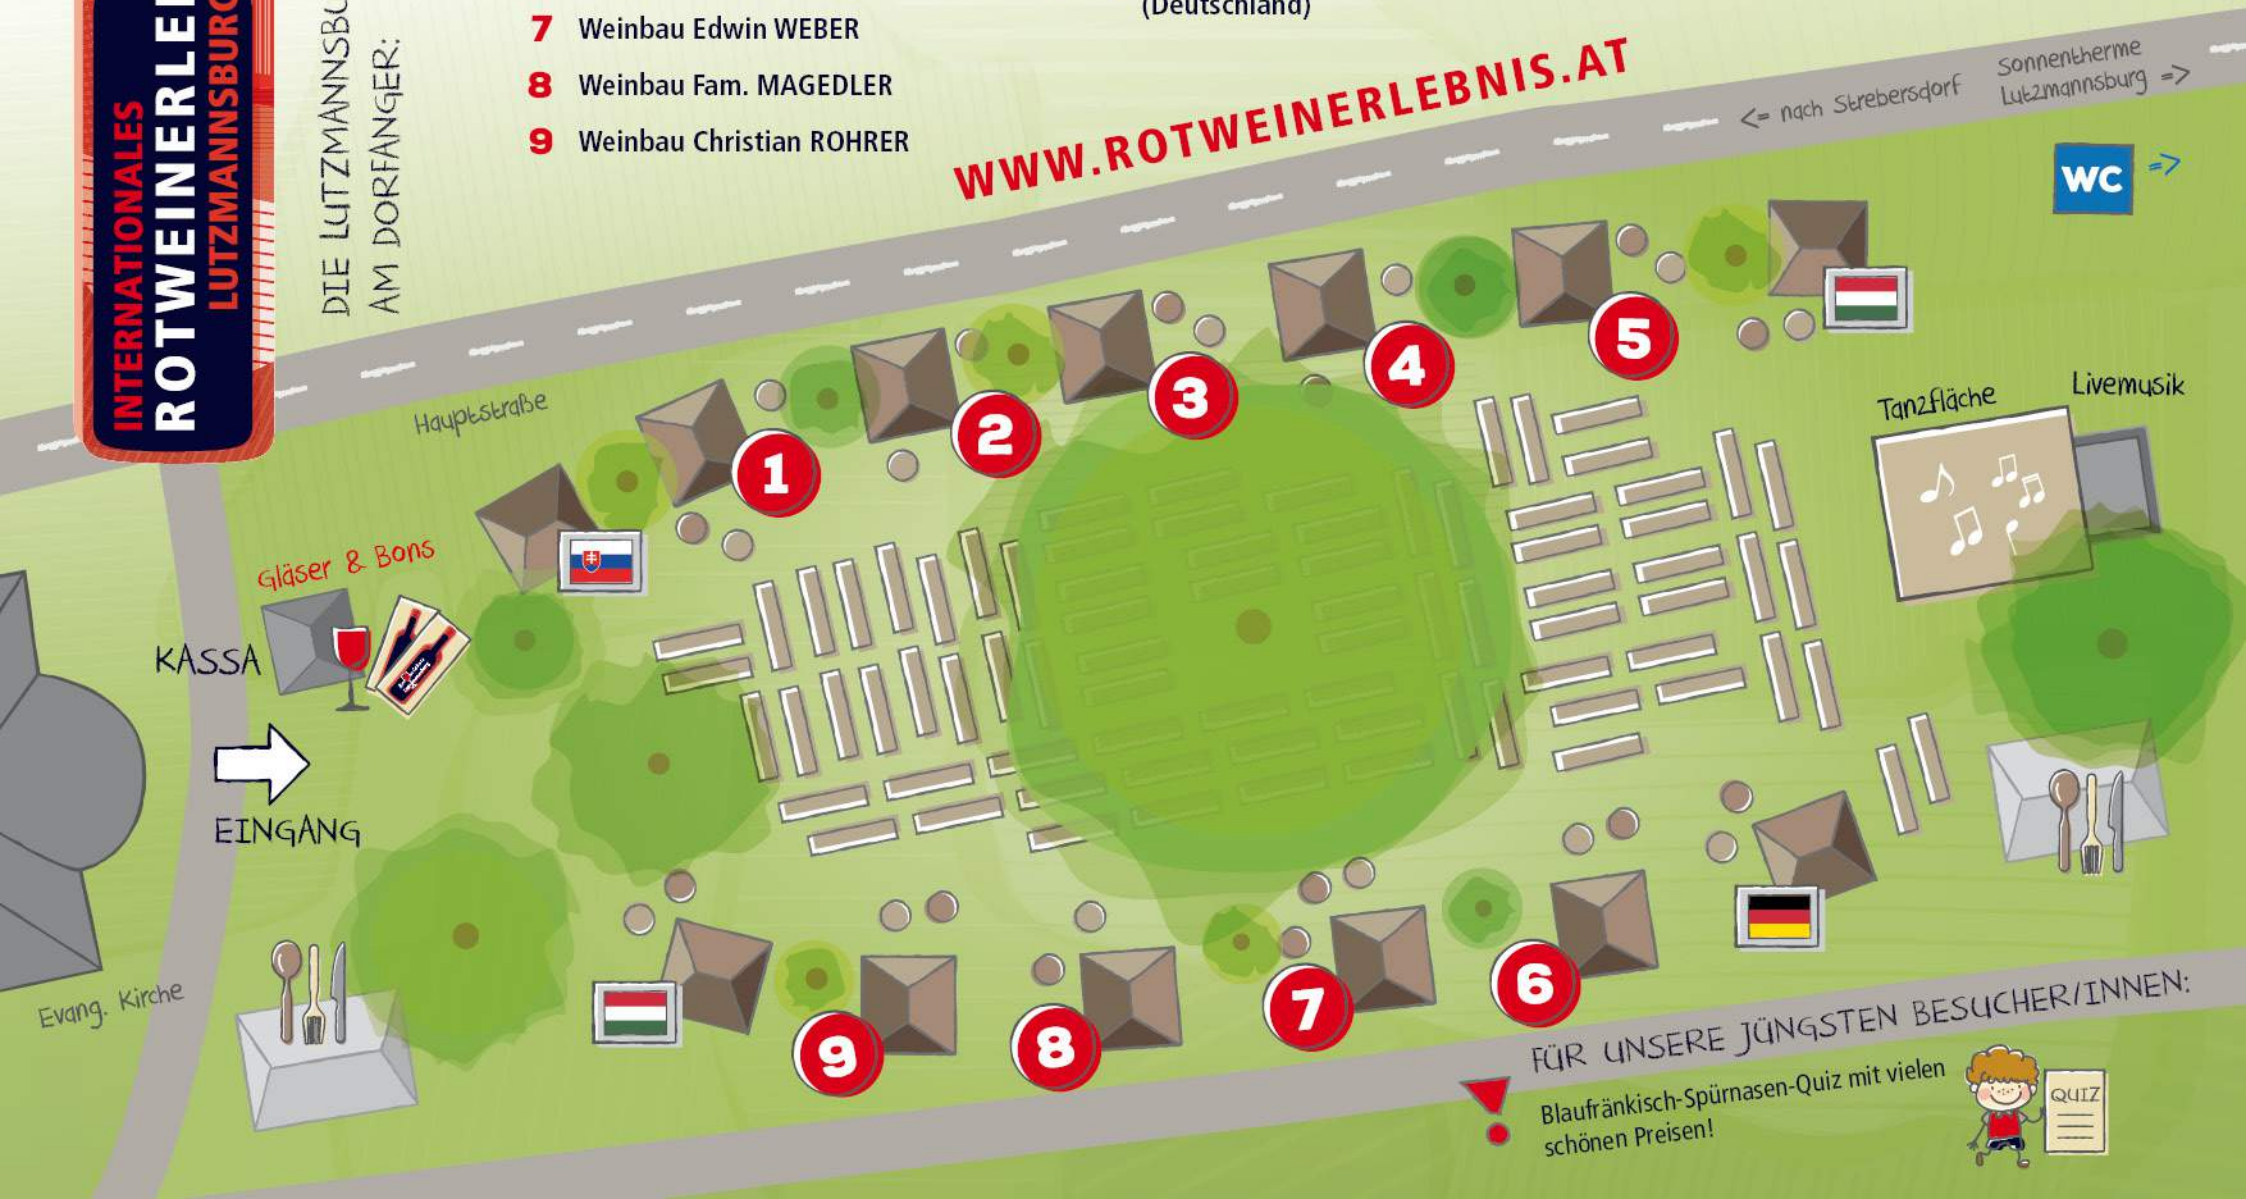 INTERNATIONALES
ROTWEINERLE
LUTZMANNSBURG
DIE LUTZMANNSBU
AM DORFANGER:
7 Weinbau Edwin WEBER
8 Weinbau Fam. MAGEDLER
9 Weinbau Christian ROHRER
(Deutschland)
WWW.ROTWEINERLEBNIS.AT
<= nach Strebersdorf
Sonnentherme
Lutzmannsburg =>
WC =>
Hauptstraße
1
2
3
4
5
Tanzfläche
Livemusik
Gläser & Bons
KASSA
EINGANG
Evang. Kirche
9
8
7
6
FÜR UNSERE JÜNGSTEN BESUCHER/INNEN:
Blaufränkisch-Spürnasen-Quiz mit vielen
schönen Preisen!
QUIZ